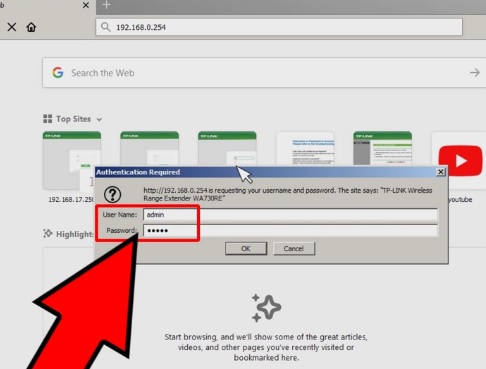 b
192.168.0.254
Search the Web
Top Sites
TP-LINK
TP-LINK
TP-LINK
TP-LINK
Authentication Required
http://192.168.0.254 is requesting your username and password. The site says: "TP-LINK Wireless
Range Extender WA730RE"
192.168.17.25
youtube
User Name: admin
Password: •••••
OK Cancel
Highlight
Start browsing, and we'll show some of the great articles,
videos, and other pages you've recently visited or
bookmarked here.